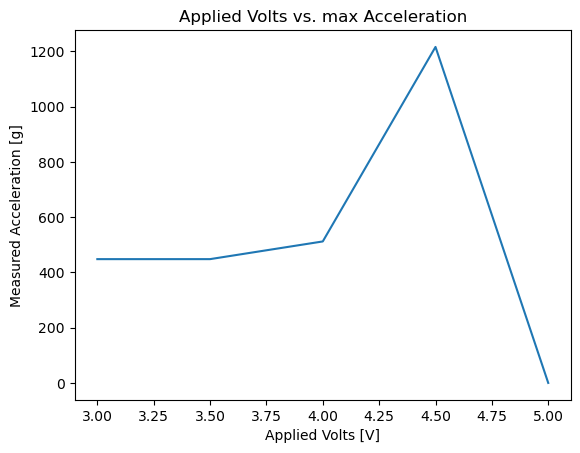 Applied Volts vs. max Acceleration
Measured Acceleration [g]
1200
1000
800
600
400
200
0
3.00 3.25 3.50 3.75 4.00 4.25 4.50 4.75 5.00
Applied Volts [V]